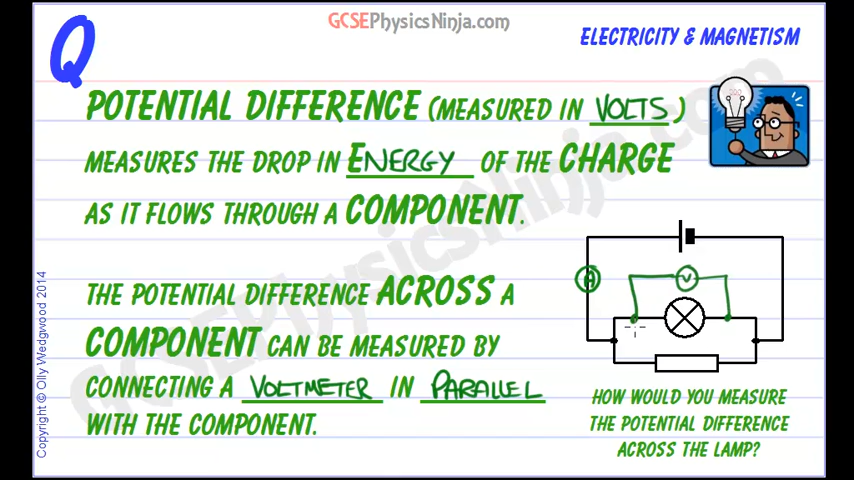 GCSEPhysicsNinja.com
Q
ELECTRICITY & MAGNETISM
POTENTIAL DIFFERENCE (MEASURED IN VOLTS)
MEASURES THE DROP IN ENERGY OF THE CHARGE
AS IT FLOWS THROUGH A COMPONENT.
THE POTENTIAL DIFFERENCE ACROSS A
COMPONENT CAN BE MEASURED BY
CONNECTING A VOLTMETER IN PARALLEL
WITH THE COMPONENT.
A
V
HOW WOULD YOU MEASURE
THE POTENTIAL DIFFERENCE
ACROSS THE LAMP?
Copyright © Olly Wedgwood 2014
GCSEPhysicsNinja.com